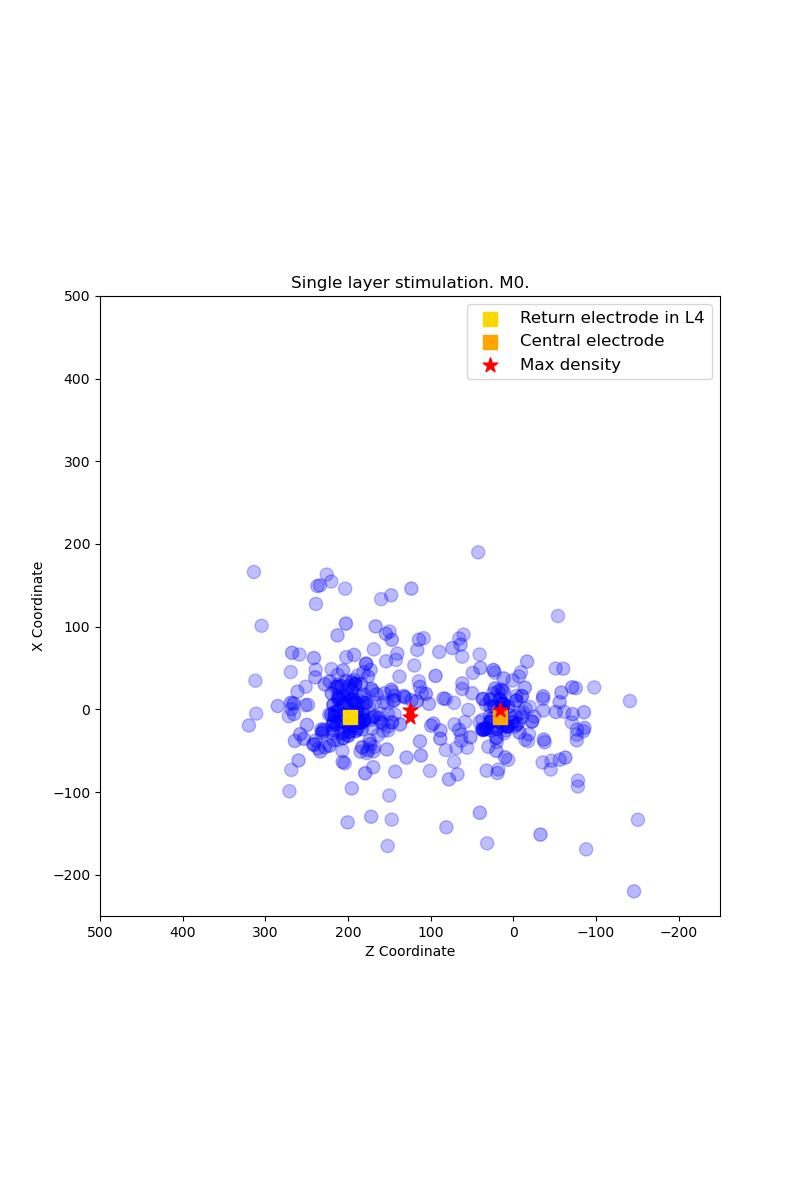 Single layer stimulation. M0.
Return electrode in L4
Central electrode
Max density
500
400
300
200
100
0
−100
−200
X Coordinate
500 400 300 200 100 0 −100 −200
Z Coordinate